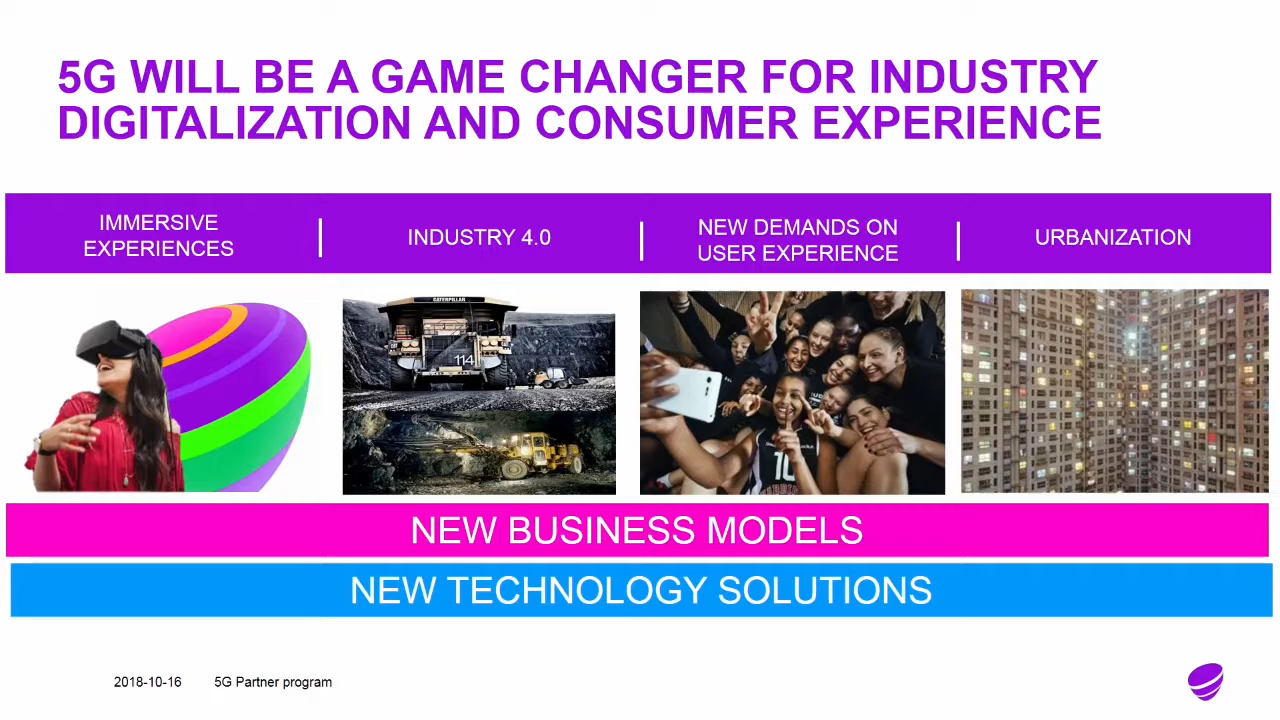 5G WILL BE A GAME CHANGER FOR INDUSTRY
DIGITALIZATION AND CONSUMER EXPERIENCE
IMMERSIVE
EXPERIENCES
INDUSTRY 4.0
NEW DEMANDS ON
USER EXPERIENCE
URBANIZATION
CATERPILLAR
114
10
NEW BUSINESS MODELS
NEW TECHNOLOGY SOLUTIONS
2018-10-16 5G Partner program